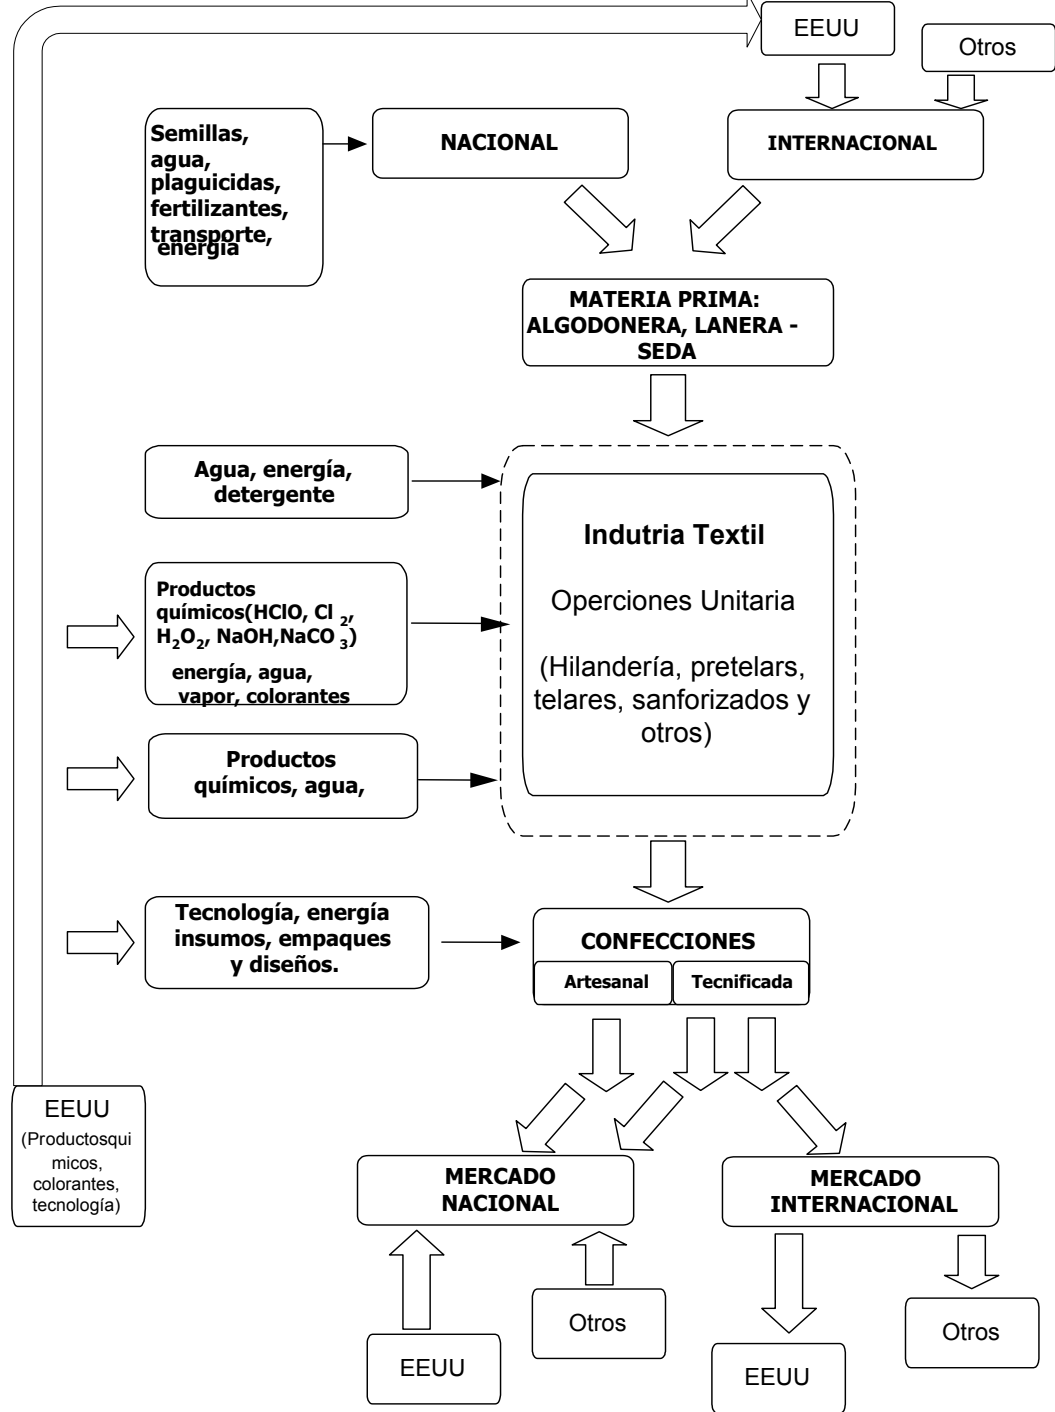 EEUU
Otros
Semillas,
agua,
plaguicidas,
fertilizantes,
transporte,
energía
NACIONAL
INTERNACIONAL
MATERIA PRIMA:
ALGODONERA, LANERA -
SEDA
Agua, energía,
detergente
Indutria Textil
Operciones Unitaria
(Hilandería, pretelars,
telares, sanforizados y
otros)
Productos
químicos(HClO, Cl 2,
H2O2, NaOH,NaCO 3)
energía, agua,
vapor, colorantes
Productos
químicos, agua,
Tecnología, energía
insumos, empaques
y diseños.
CONFECCIONES
Artesanal
Tecnificada
EEUU
(Productosqui
micos,
colorantes,
tecnología)
MERCADO
NACIONAL
MERCADO
INTERNACIONAL
EEUU
Otros
EEUU
Otros